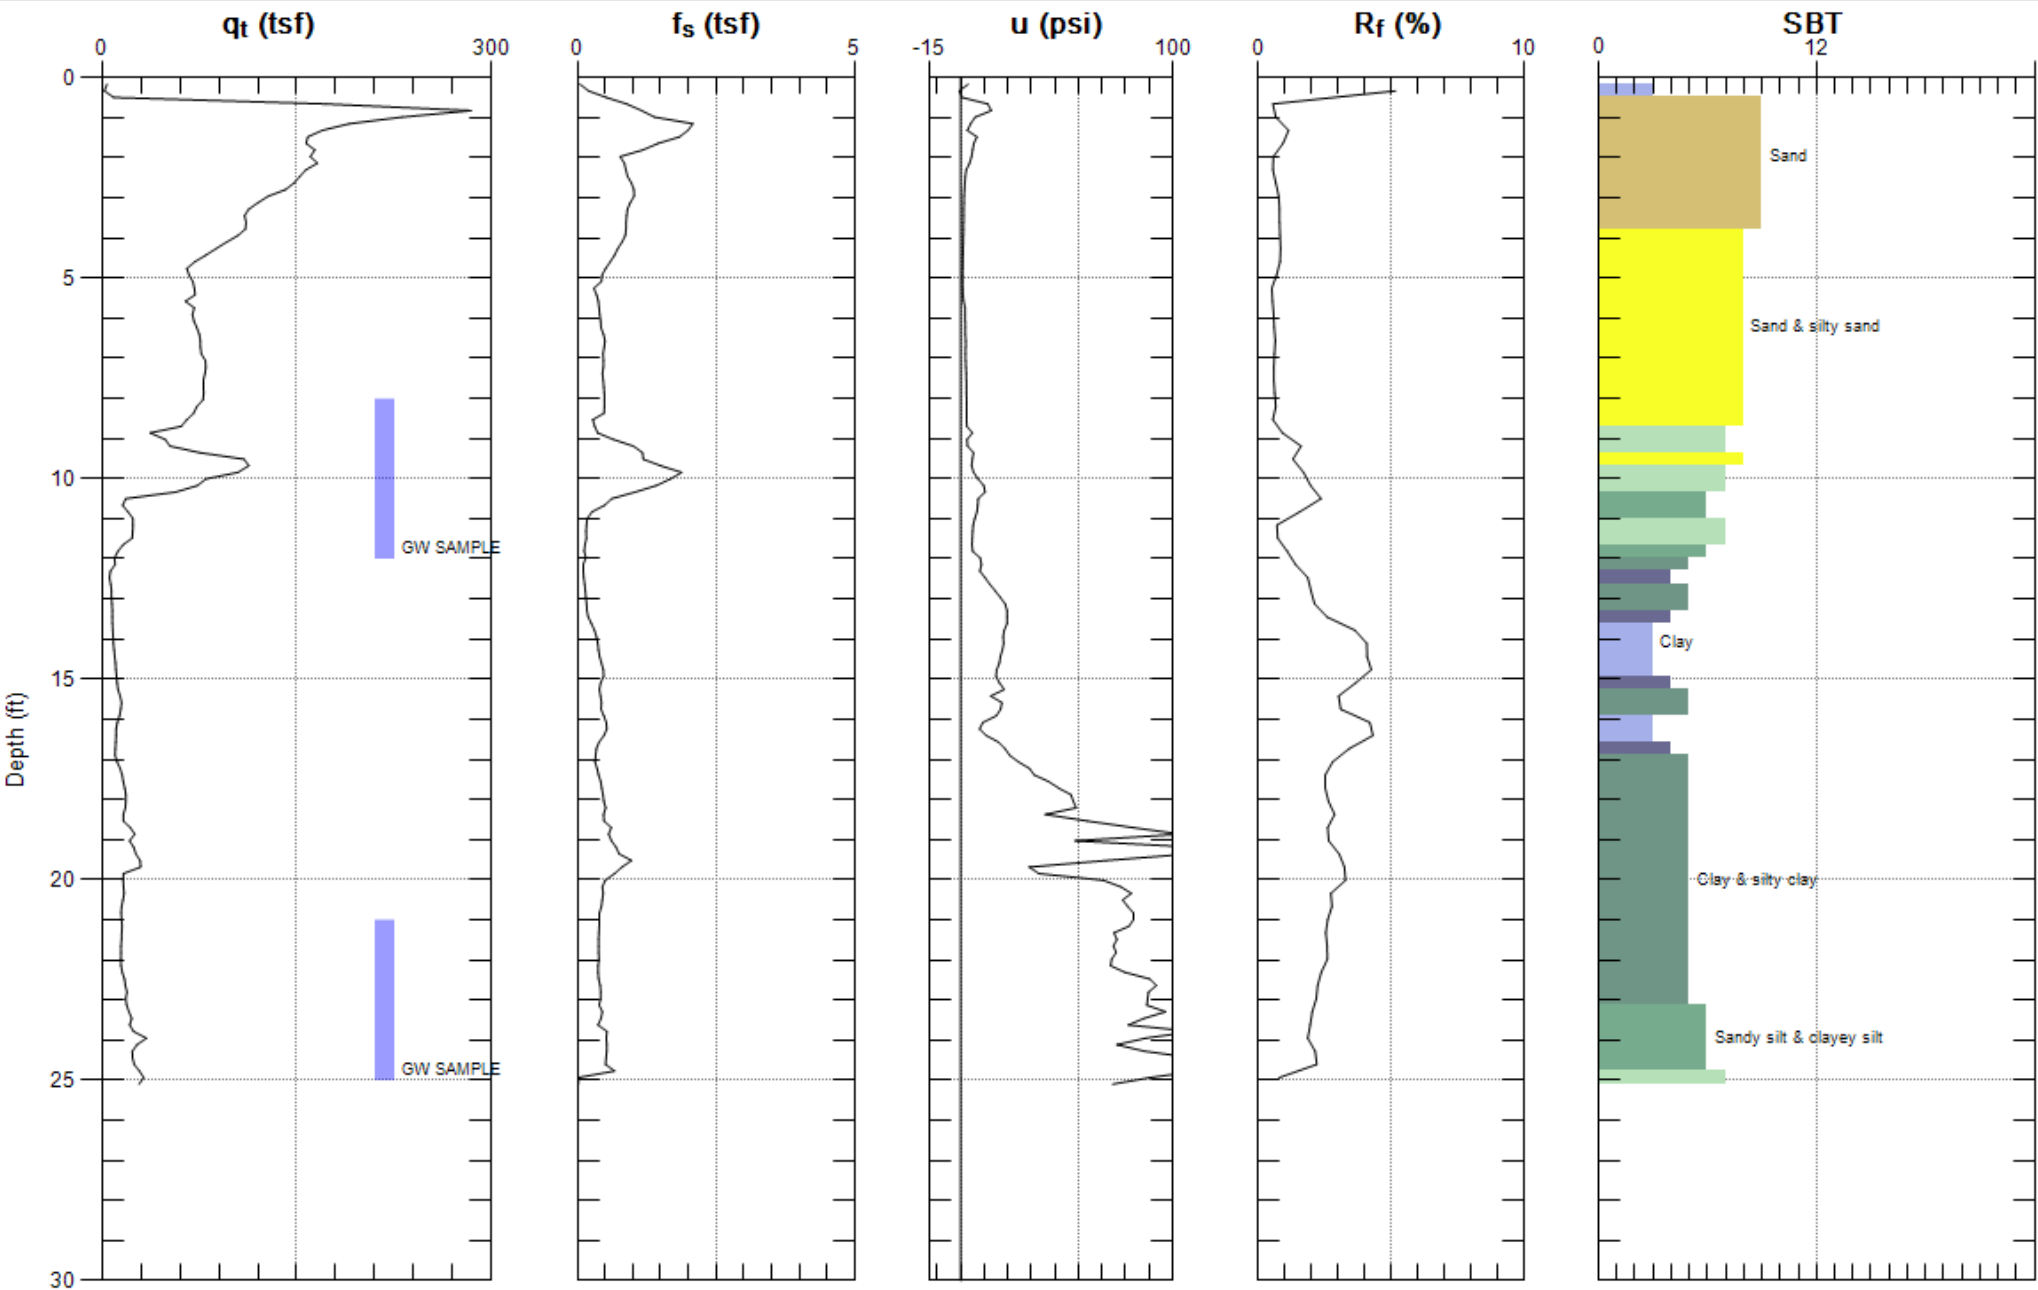 qt (tsf) fs (tsf) u (psi) Rf (%) SBT
0 300 0 5 -15 100 0 10 0 12
0
Sand
5
Sand & silty sand
10
GW SAMPLE
Clay
15
Depth (ft)
20
Clay & silty clay
Sandy silt & clayey silt
GW SAMPLE
25
30